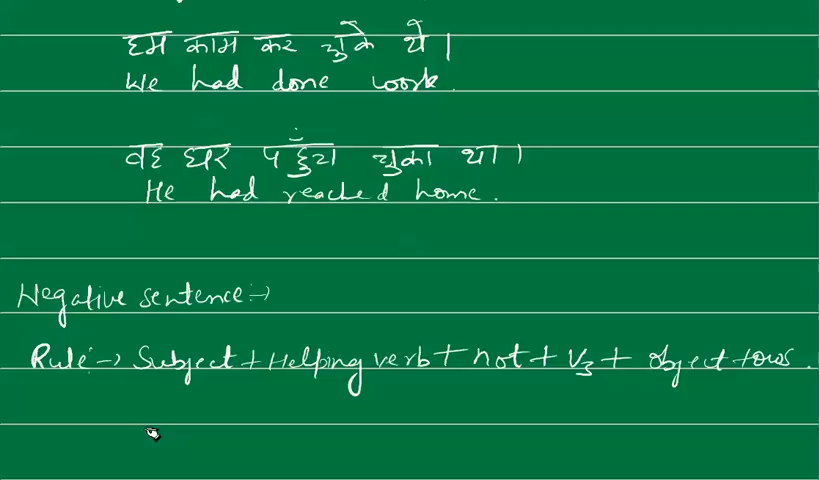 हम काम कर चुके थे।
We had done work.
वह घर पहुँच चुका था।
He had reached home.
Negative sentence:→
Rule:→ Subject + Helping verb + not + V3 + object +ows.